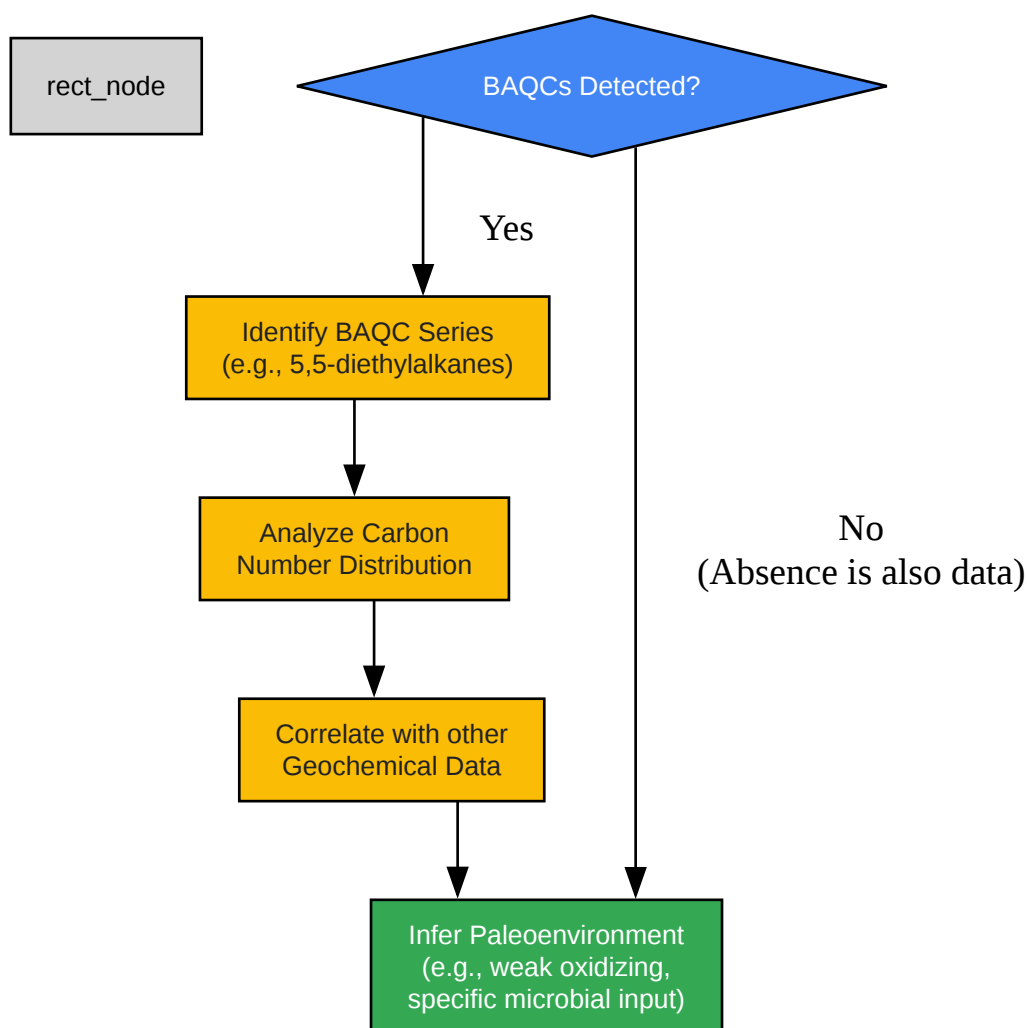 rect_node
BAQCs Detected?
Yes
Identify BAQC Series
(e.g., 5,5-diethylalkanes)
Analyze Carbon
Number Distribution
No
(Absence is also data)
Correlate with other
Geochemical Data
Infer Paleoenvironment
(e.g., weak oxidizing,
specific microbial input)